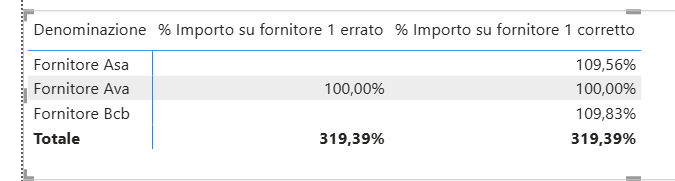 Denominazione % Importo su fornitore 1 errato % Importo su fornitore 1 corretto
Fornitore Asa 109,56%
Fornitore Ava 100,00% 100,00%
Fornitore Bcb 109,83%
Totale 319,39% 319,39%